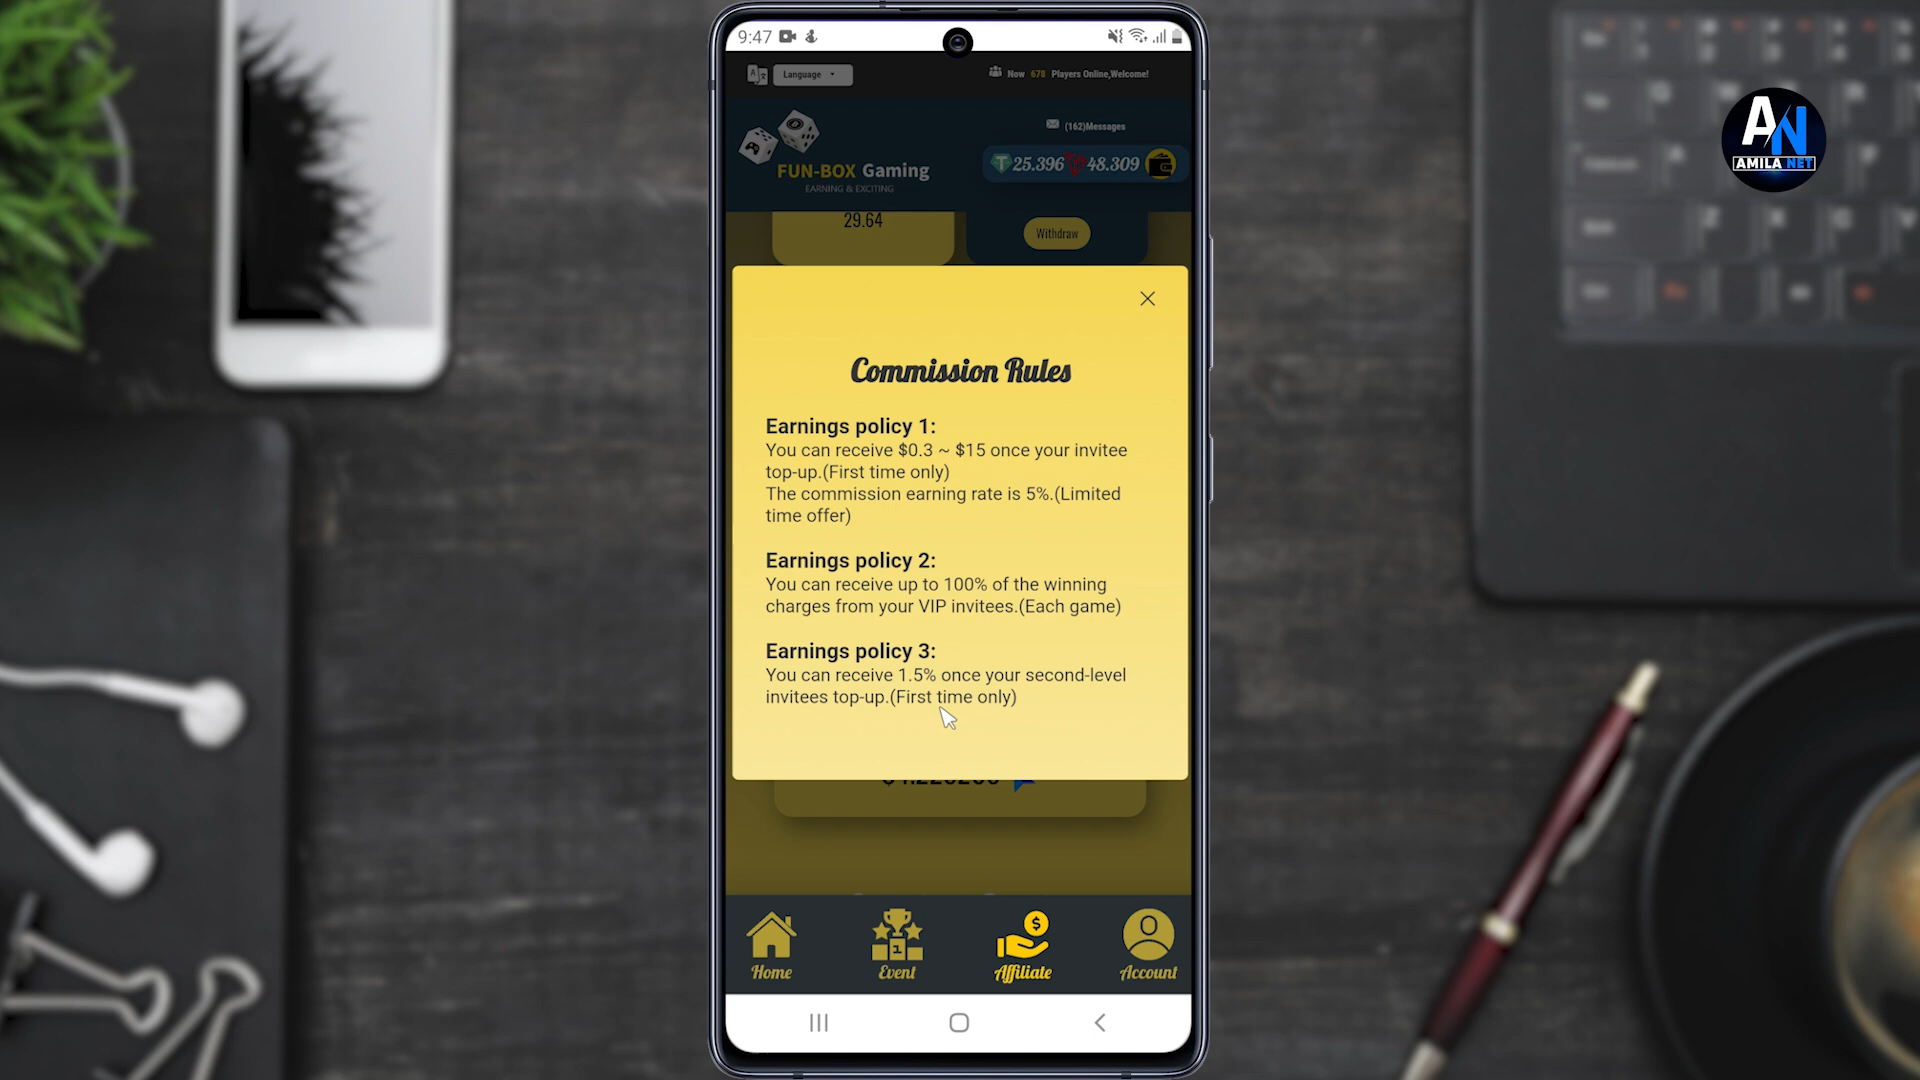 9:47
Language
Now 678 Players Online,Welcome!
(162)Messages
25.396 48.309
FUN-BOX Gaming
EARNING & EXCITING
29.64
Withdraw
Commission Rules
Earnings policy 1:
You can receive $0.3 ~ $15 once your invitee
top-up.(First time only)
The commission earning rate is 5%.(Limited
time offer)
Earnings policy 2:
You can receive up to 100% of the winning
charges from your VIP invitees.(Each game)
Earnings policy 3:
You can receive 1.5% once your second-level
invitees top-up.(First time only)
Home Event Affiliate Account
AN
AMILA NET